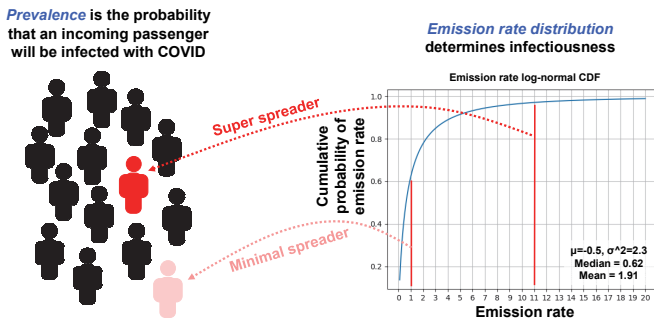 Prevalence is the probability
that an incoming passenger
will be infected with COVID
Emission rate distribution
determines infectiousness
Super spreader
Minimal spreader
Emission rate log-normal CDF
Cumulative
probability of
emission rate
1.0
0.8
0.6
0.4
0.2
μ=-0.5, σ^2=2.3
Median = 0.62
Mean = 1.91
0 1 2 3 4 5 6 7 8 9 10 11 12 13 14 15 16 17 18 19 20
Emission rate